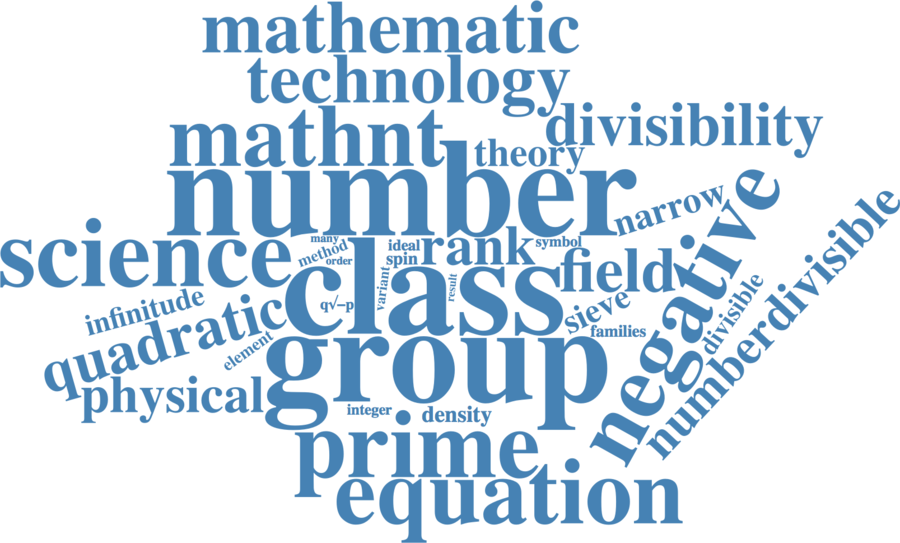 mathematic
technology
divisibility
mathnt
theory
number
narrow
negative
science
many
method
order
ideal
spin
rank
symbol
class
field
numberdivisible
infinitude
quadratic
q√−p
variant
result
sieve
families
divisible
element
physical
group
integer
density
prime
equation